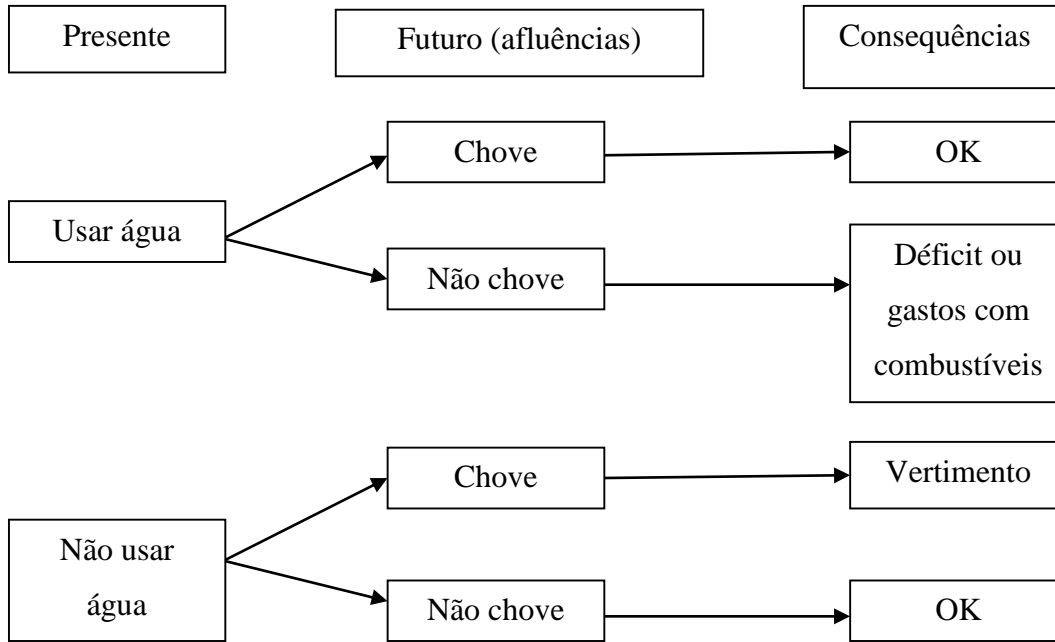 Presente
Futuro (afluências)
Consequências
Usar água
Chove
OK
Não chove
Déficit ou
gastos com
combustíveis
Não usar
água
Chove
Vertimento
Não chove
OK